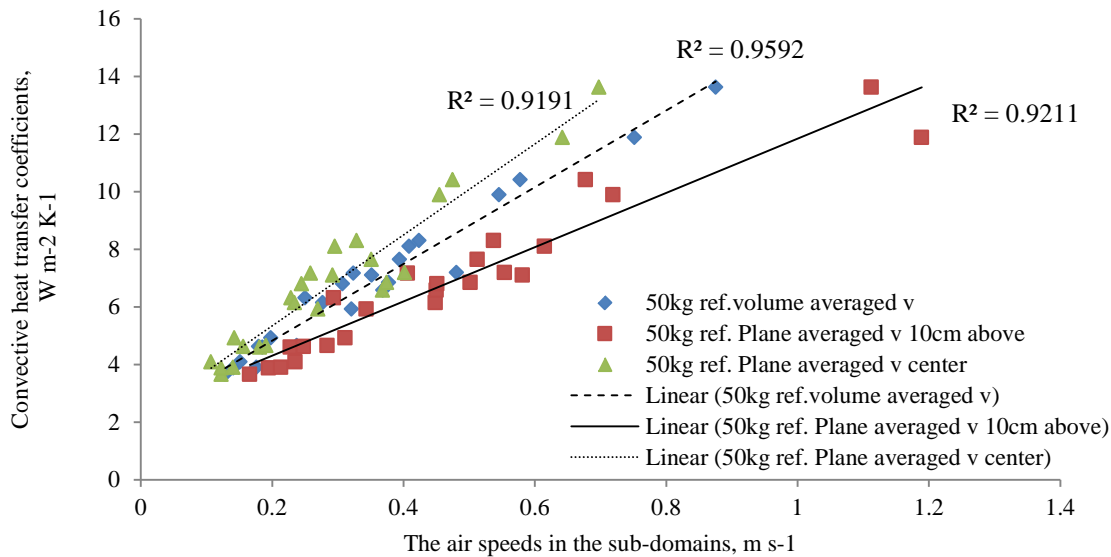 Convective heat transfer coefficients,
W m-2 K-1
16
14
12
10
8
6
4
2
0
R² = 0.9191
R² = 0.9592
R² = 0.9211
50kg ref.volume averaged v
50kg ref. Plane averaged v 10cm above
50kg ref. Plane averaged v center
Linear (50kg ref.volume averaged v)
Linear (50kg ref. Plane averaged v 10cm above)
Linear (50kg ref. Plane averaged v center)
0 0.2 0.4 0.6 0.8 1 1.2 1.4
The air speeds in the sub-domains, m s-1